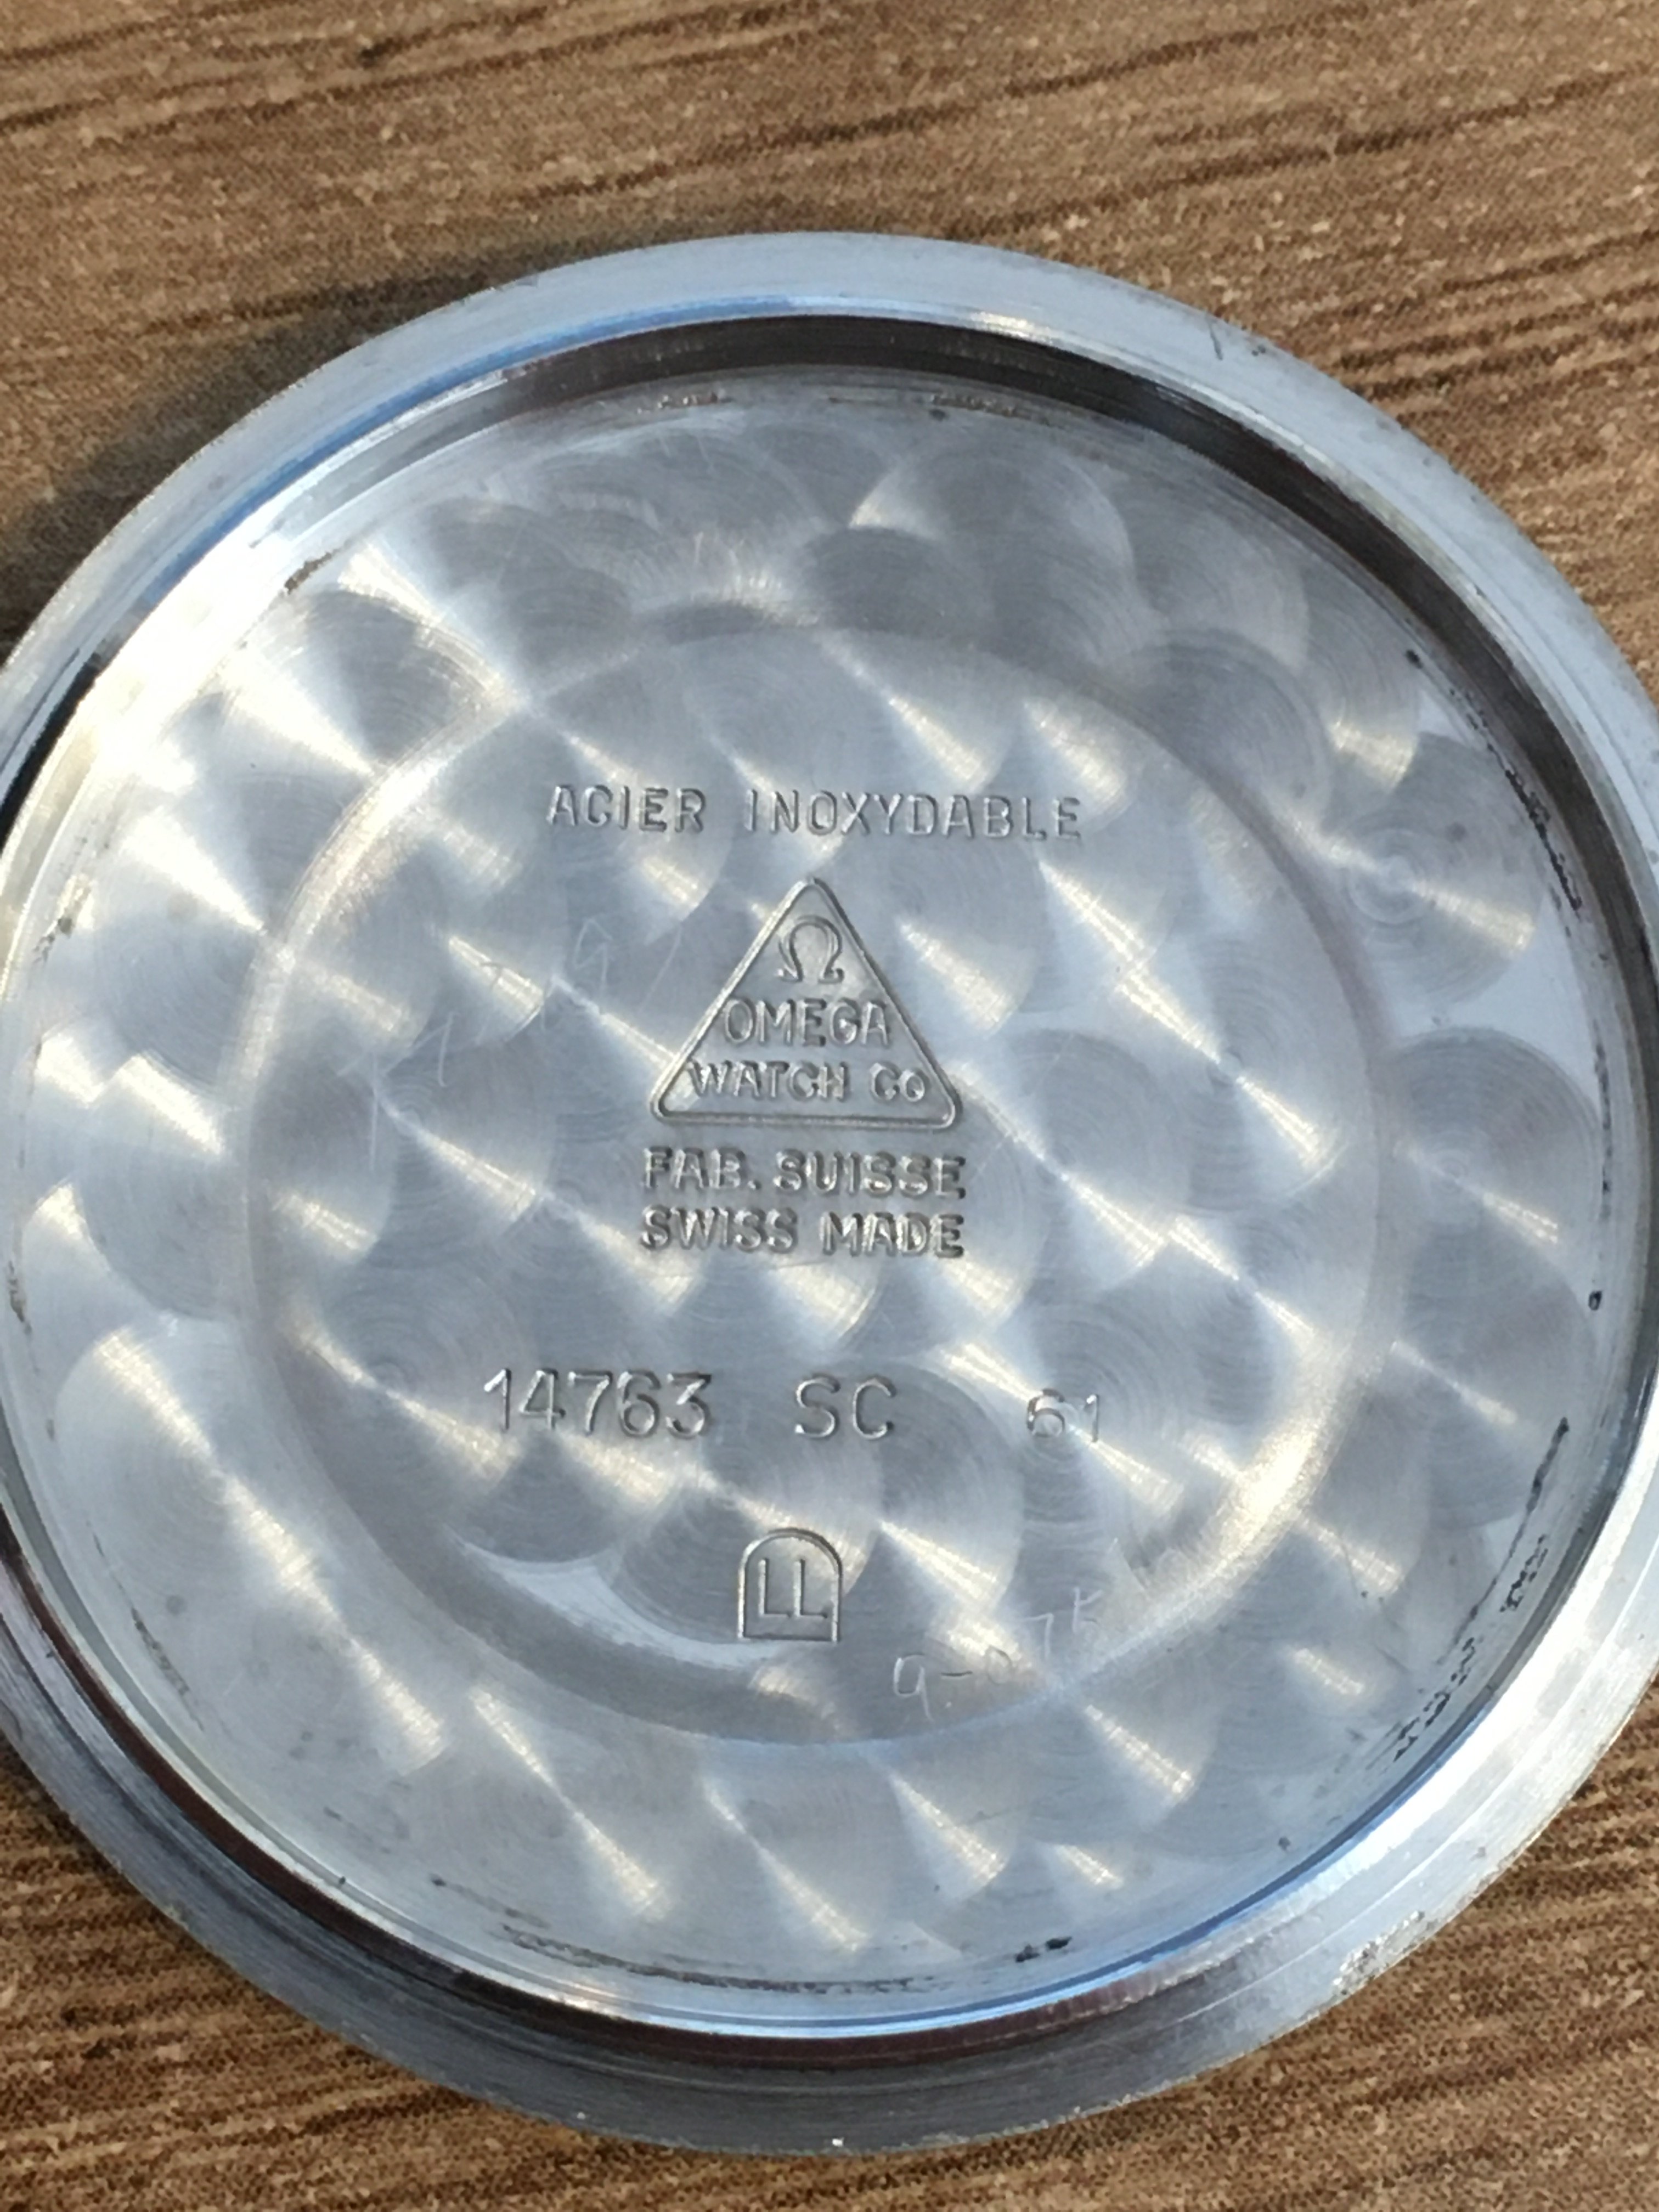 ACIER INOXYDABLE
Ω
OMEGA
WATCH CO
FAB. SUISSE
SWISS MADE
14763 SC 61